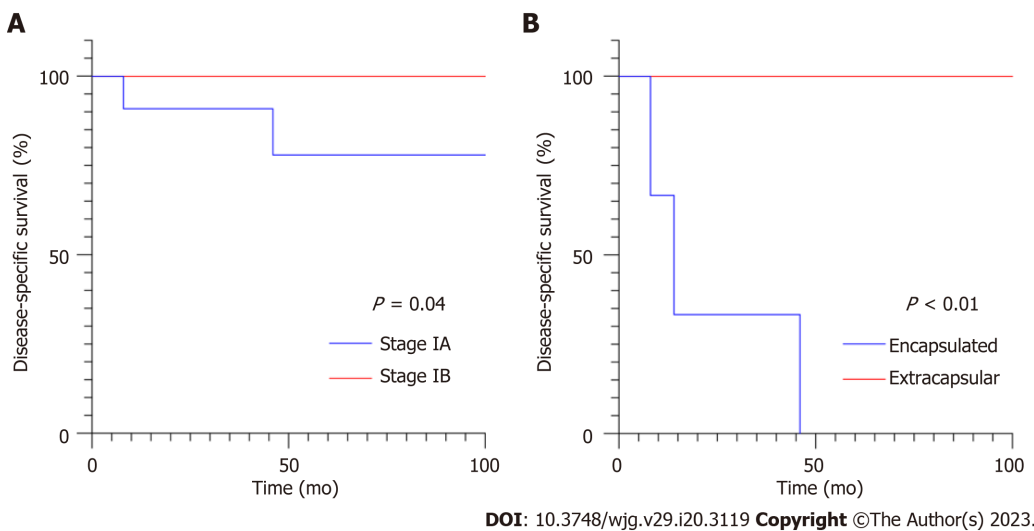 A
100
50
0
Disease-specific survival (%)
P = 0.04
Stage IA
Stage IB
0 50 100
Time (mo)
B
100
50
0
Disease-specific survival (%)
P < 0.01
Encapsulated
Extracapsular
0 50 100
Time (mo)
DOI: 10.3748/wjg.v29.i20.3119 Copyright ©The Author(s) 2023.